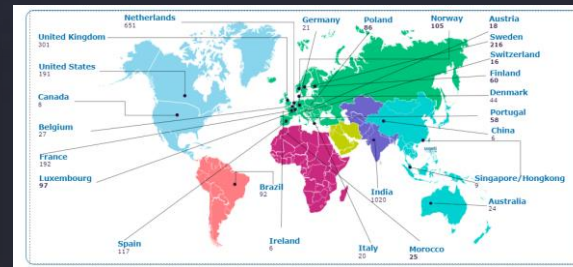 Netherlands
651
United Kingdom
301
United States
191
Canada
6
Belgium
27
France
192
Luxembourg
97
Spain
117
Germany
21
Poland
86
Norway
105
Austria
18
Sweden
216
Switzerland
16
Finland
60
Denmark
44
Portugal
58
China
6
Singapore/Hongkong
9
Australia
24
Brazil
92
India
1020
Ireland
6
Italy
20
Morocco
25